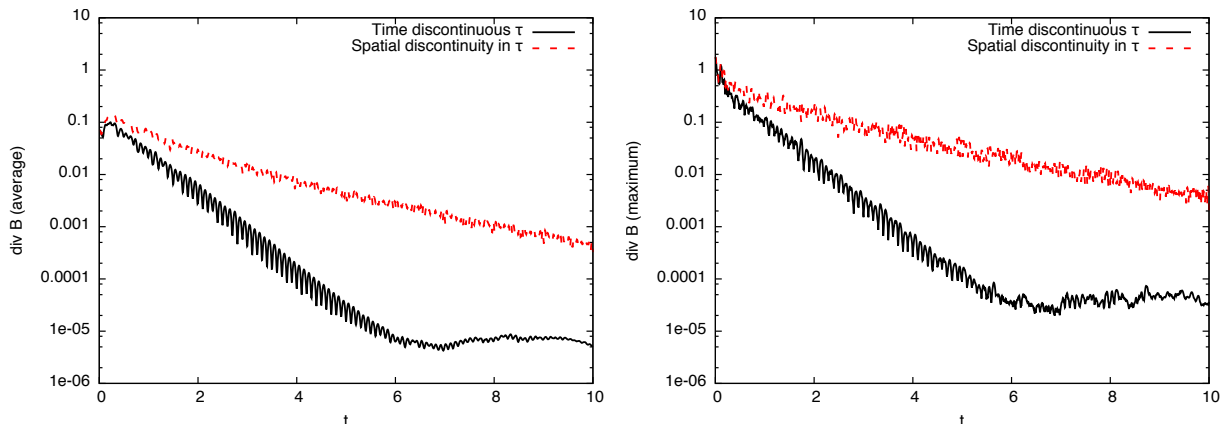 10
1
0.1
0.01
0.001
0.0001
1e-05
1e-06
div B (average)
Time discontinuous τ
Spatial discontinuity in τ
0 2 4 6 8 10
t
10
1
0.1
0.01
0.001
0.0001
1e-05
1e-06
div B (maximum)
Time discontinuous τ
Spatial discontinuity in τ
0 2 4 6 8 10
t